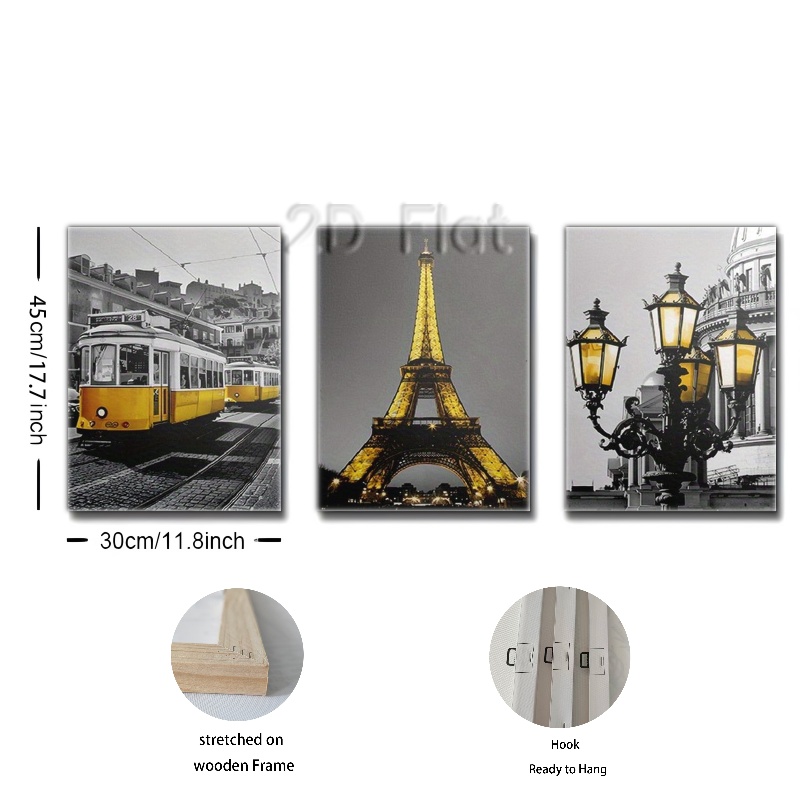 2D Flat
28
45cm/17.7inch
30cm/11.8inch
stretched on
wooden Frame
Hook
Ready to Hang